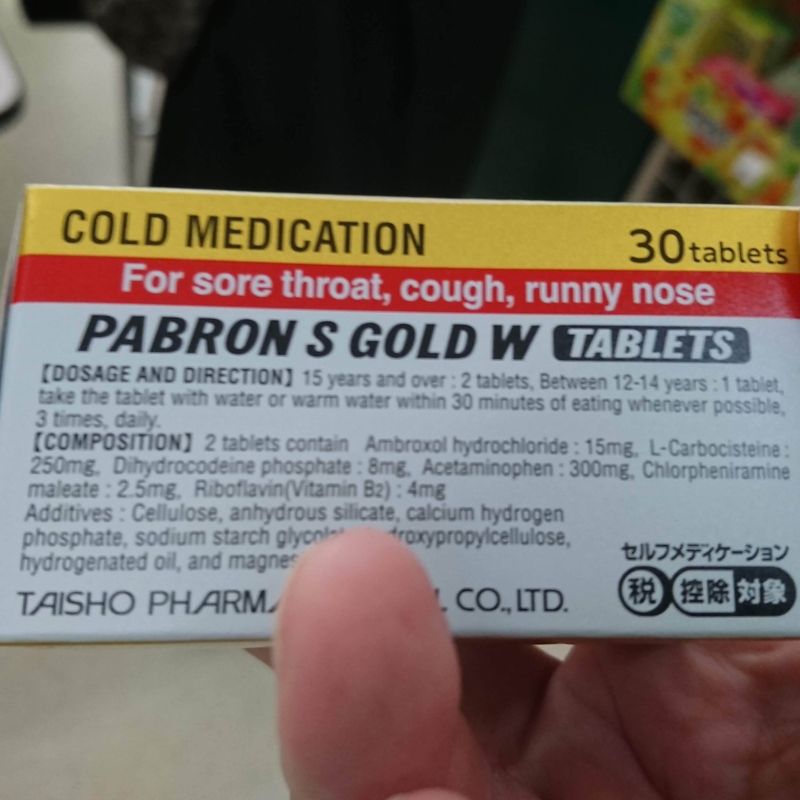 COLD MEDICATION
30 tablets
For sore throat, cough, runny nose
PABRON S GOLD W TABLETS
【DOSAGE AND DIRECTION】 15 years and over : 2 tablets, Between 12-14 years : 1 tablet,
take the tablet with water or warm water within 30 minutes of eating whenever possible,
3 times, daily.
【COMPOSITION】 2 tablets contain Ambroxol hydrochloride : 15mg, L-Carbocisteine :
250mg, Dihydrocodeine phosphate : 8mg, Acetaminophen : 300mg, Chlorpheniramine
maleate : 2.5mg, Riboflavin(Vitamin B2) : 4mg
Additives : Cellulose, anhydrous silicate, calcium hydrogen
phosphate, sodium starch
hydrogenated oil, and
TAISHO CO., LTD.
セルフメディケーション
税 控除 対象